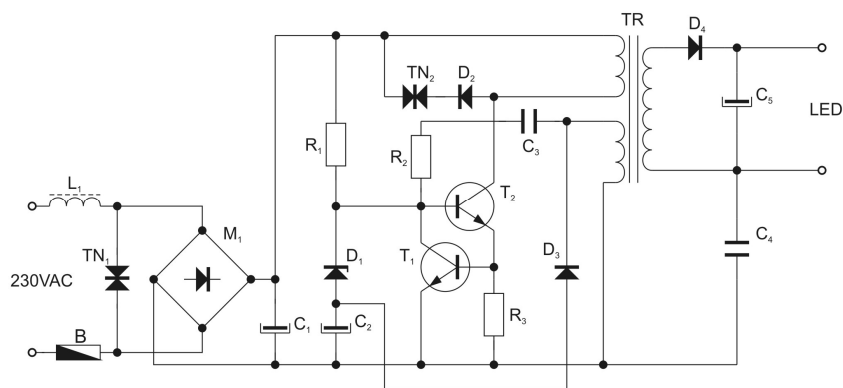 TR
D₄
TN₂
D₂
C₅
LED
C₃
R₁
R₂
L₁
T₂
TN₁
M₁
D₁
T₁
D₃
C₄
230VAC
B
C₁
C₂
R₃